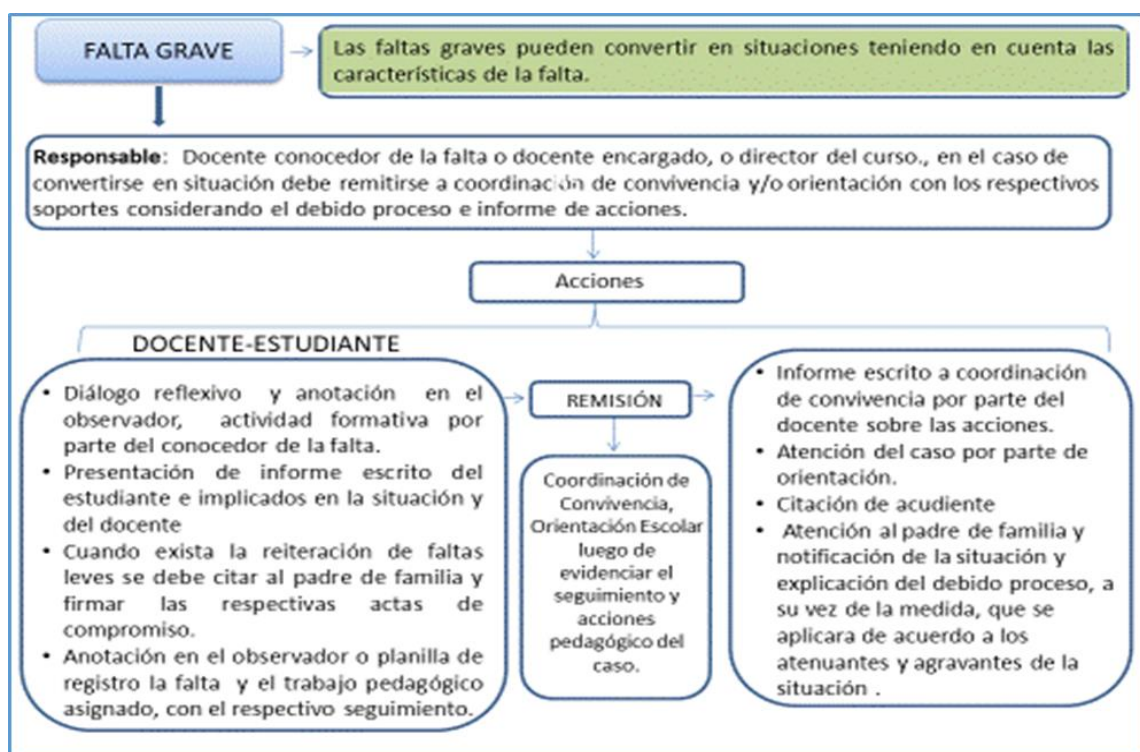 FALTA GRAVE
Las faltas graves pueden convertir en situaciones teniendo en cuenta las
características de la falta.
Responsable: Docente conocedor de la falta o docente encargado, o director del curso., en el caso de
convertirse en situación debe remitirse a coordinación de convivencia y/o orientación con los respectivos
soportes considerando el debido proceso e informe de acciones.
Acciones
DOCENTE-ESTUDIANTE
• Diálogo reflexivo y anotación en el
observador, actividad formativa por
parte del conocedor de la falta.
• Presentación de informe escrito del
estudiante e implicados en la situación y
del docente
• Cuando exista la reiteración de faltas
leves se debe citar al padre de familia y
firmar las respectivas actas de
compromiso.
• Anotación en el observador o planilla de
registro la falta y el trabajo pedagógico
asignado, con el respectivo seguimiento.
REMISIÓN
Coordinación de
Convivencia,
Orientación Escolar
luego de
evidenciar el
seguimiento y
acciones
pedagógico del
caso.
• Informe escrito a coordinación
de convivencia por parte del
docente sobre las acciones.
• Atención del caso por parte de
orientación.
• Citación de acudiente
• Atención al padre de familia y
notificación de la situación y
explicación del debido proceso, a
su vez de la medida, que se
aplicara de acuerdo a los
atenuantes y agravantes de la
situación .